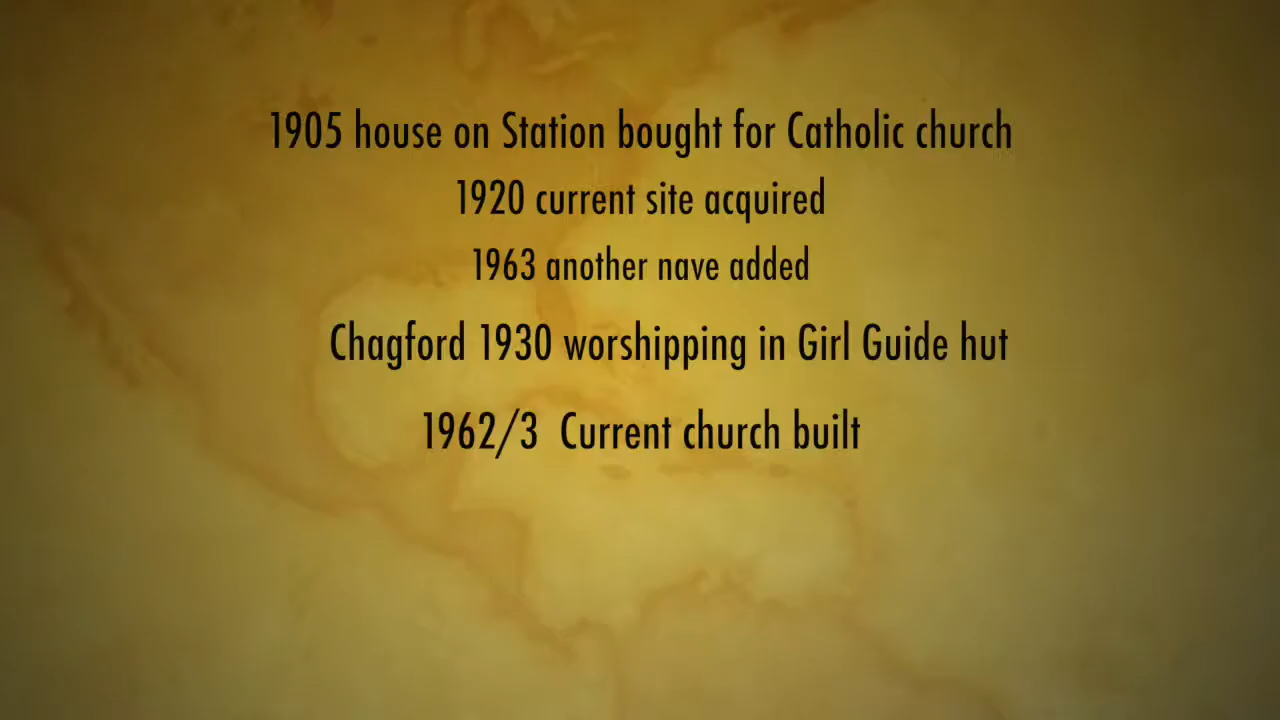 1905 house on Station bought for Catholic church
1920 current site acquired
1963 another nave added
Chagford 1930 worshipping in Girl Guide hut
1962/3  Current church built